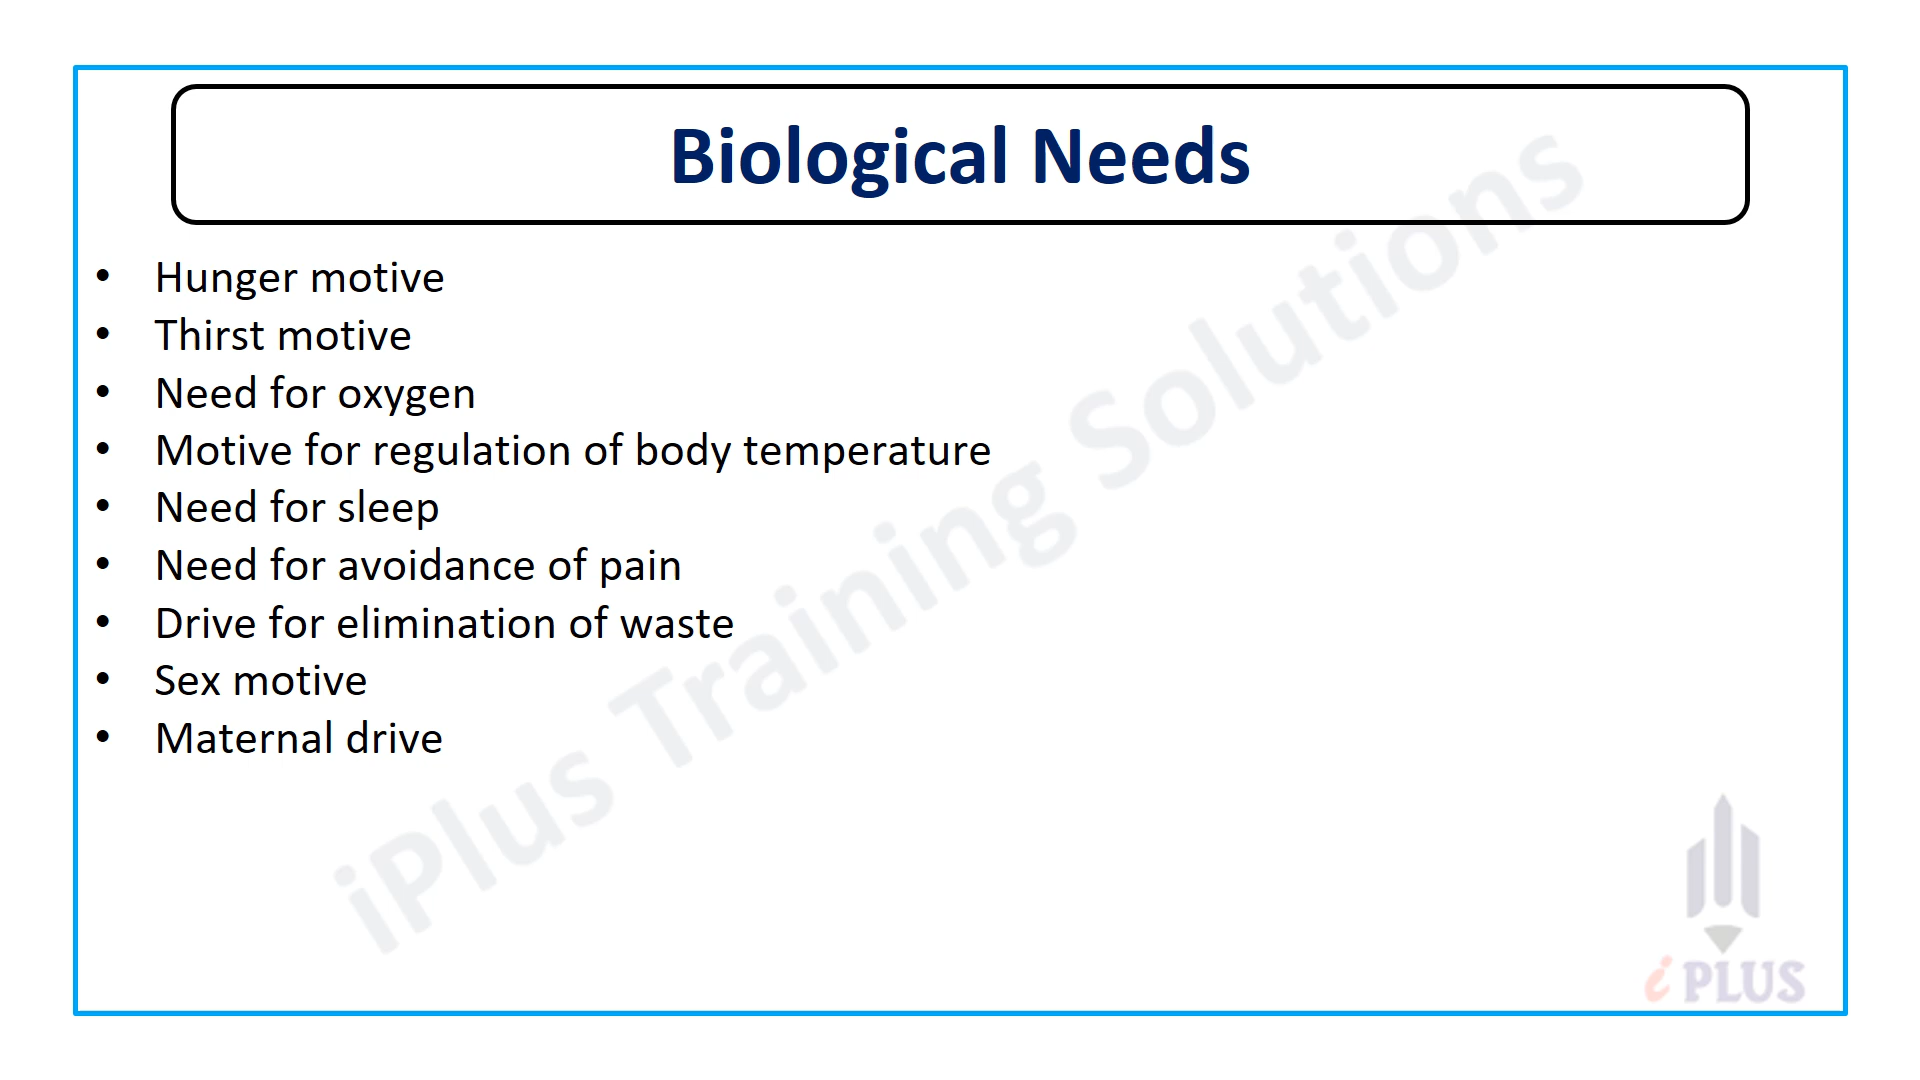 Biological Needs
• Hunger motive
• Thirst motive
• Need for oxygen
• Motive for regulation of body temperature
• Need for sleep
• Need for avoidance of pain
• Drive for elimination of waste
• Sex motive
• Maternal drive
iPlus Training Solutions
i PLUS